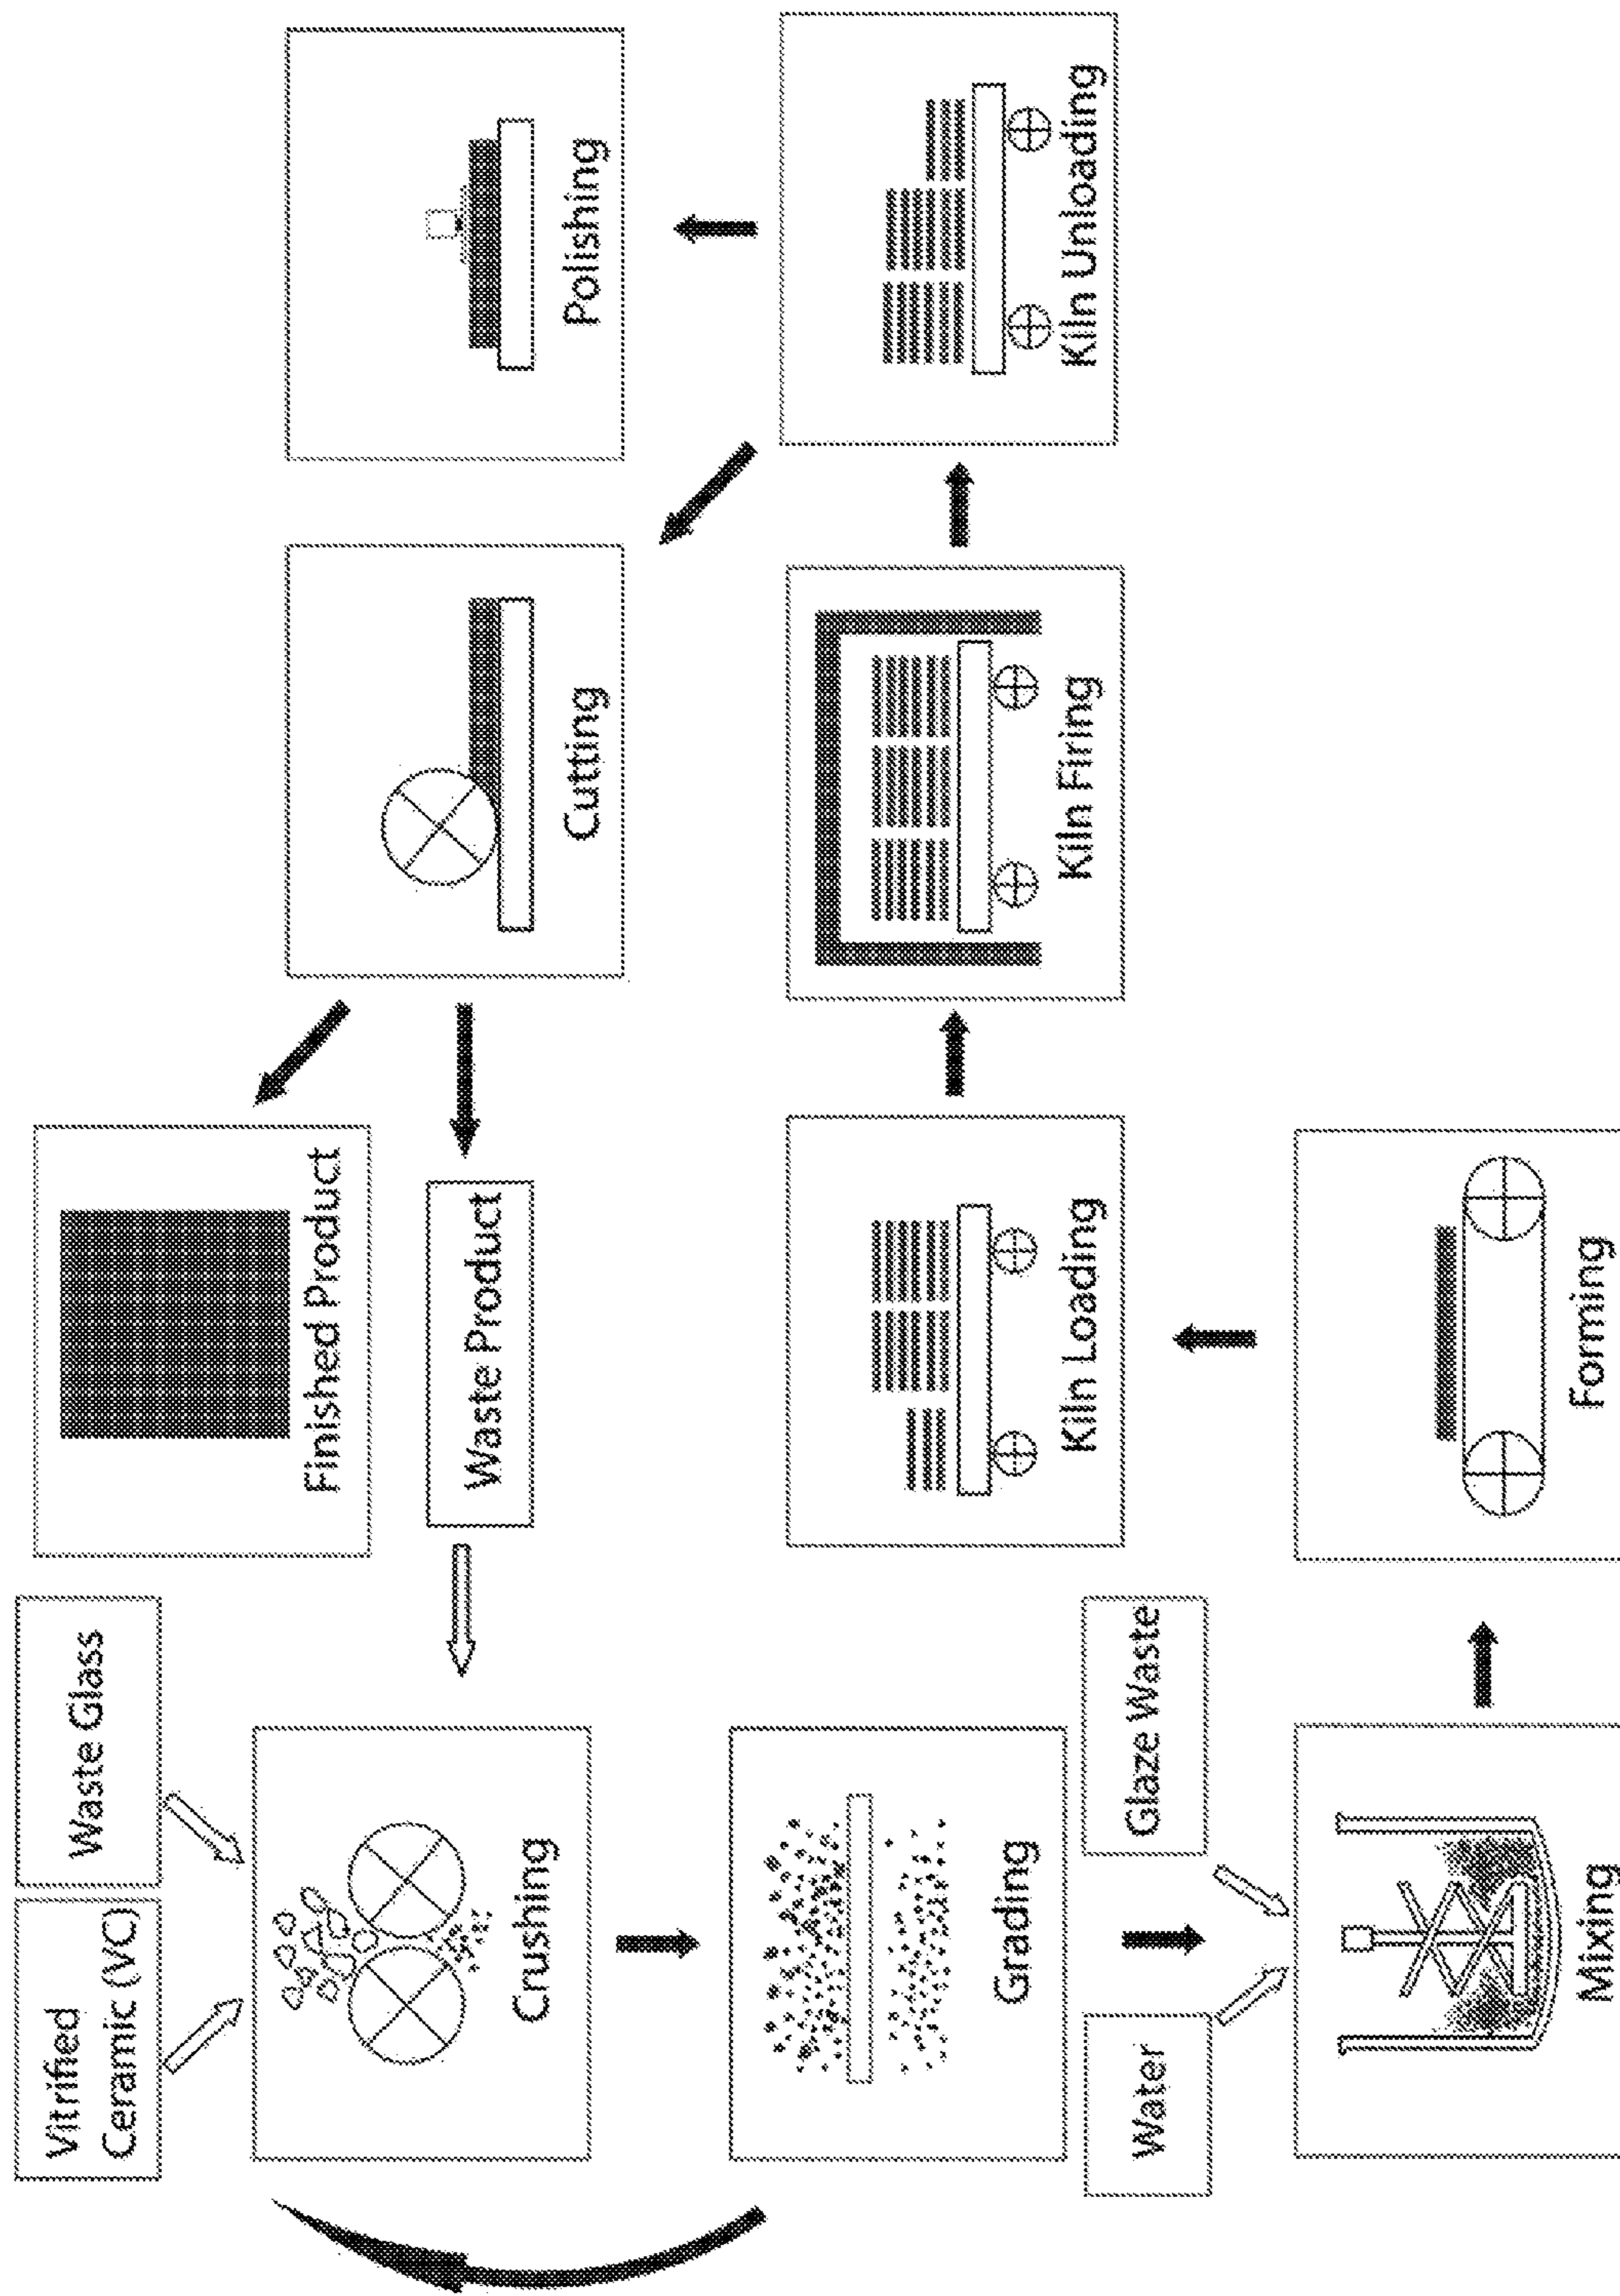 Vitrified
Ceramic (VC)
Waste Glass
Crushing
Grading
Water
Glaze Waste
Mixing
Forming
Kiln Loading
Kiln Firing
Kiln Unloading
Polishing
Cutting
Finished Product
Waste Product